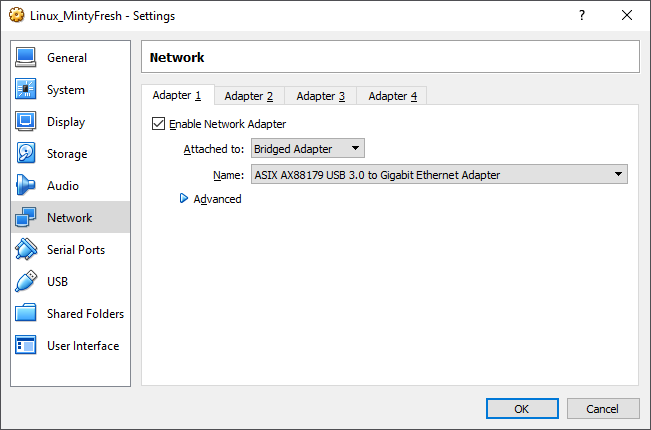 Linux_MintyFresh - Settings
?
General
System
Display
Storage
Audio
Network
Serial Ports
USB
Shared Folders
User Interface
Network
Adapter 1 Adapter 2 Adapter 3 Adapter 4
Enable Network Adapter
Attached to: Bridged Adapter
Name: ASIX AX88179 USB 3.0 to Gigabit Ethernet Adapter
Advanced
OK Cancel